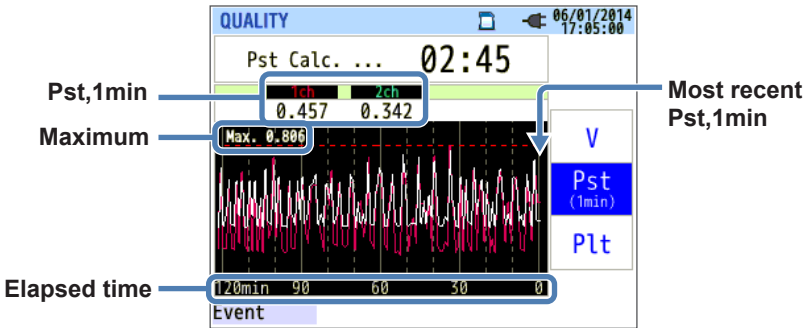 QUALITY
06/01/2014
17:05:00
Pst Calc. ... 02:45
Pst,1min
1ch 2ch
0.457 0.342
Most recent
Pst,1min
Maximum
Max. 0.806
V
Pst
(1min)
Plt
Elapsed time
120min 90 60 30 0
Event